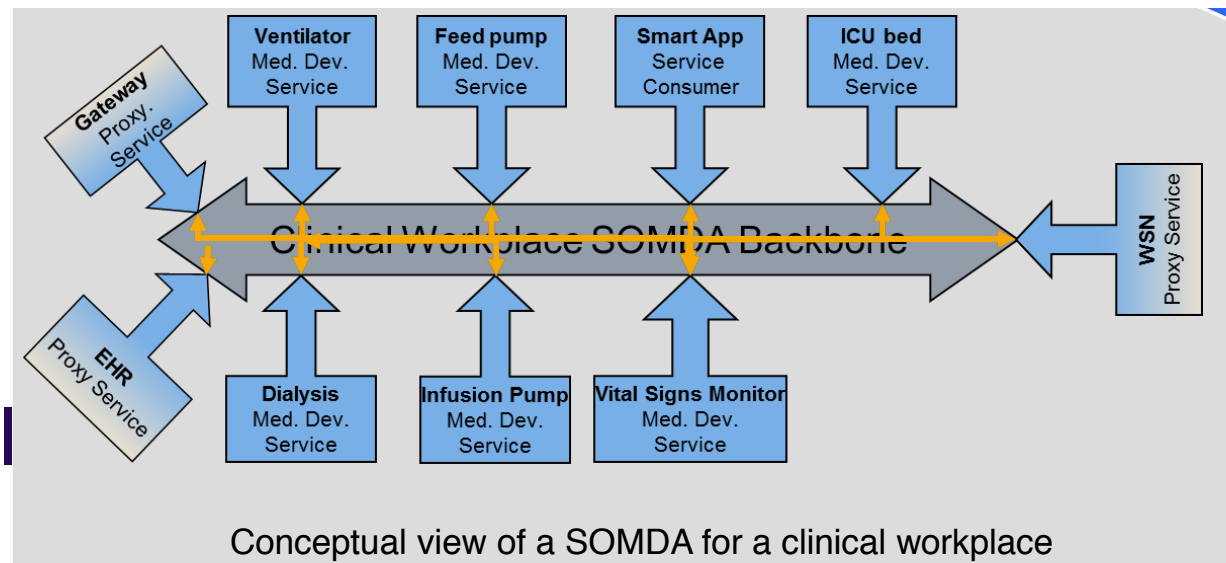 Gateway
Proxy.
Service
Ventilator
Med. Dev.
Service
Feed pump
Med. Dev.
Service
Smart App
Service
Consumer
ICU bed
Med. Dev.
Service
Clinical Workplace SOMDA Backbone
WSN
Proxy Service
EHR
Proxy Service
Dialysis
Med. Dev.
Service
Infusion Pump
Med. Dev.
Service
Vital Signs Monitor
Med. Dev.
Service
Conceptual view of a SOMDA for a clinical workplace